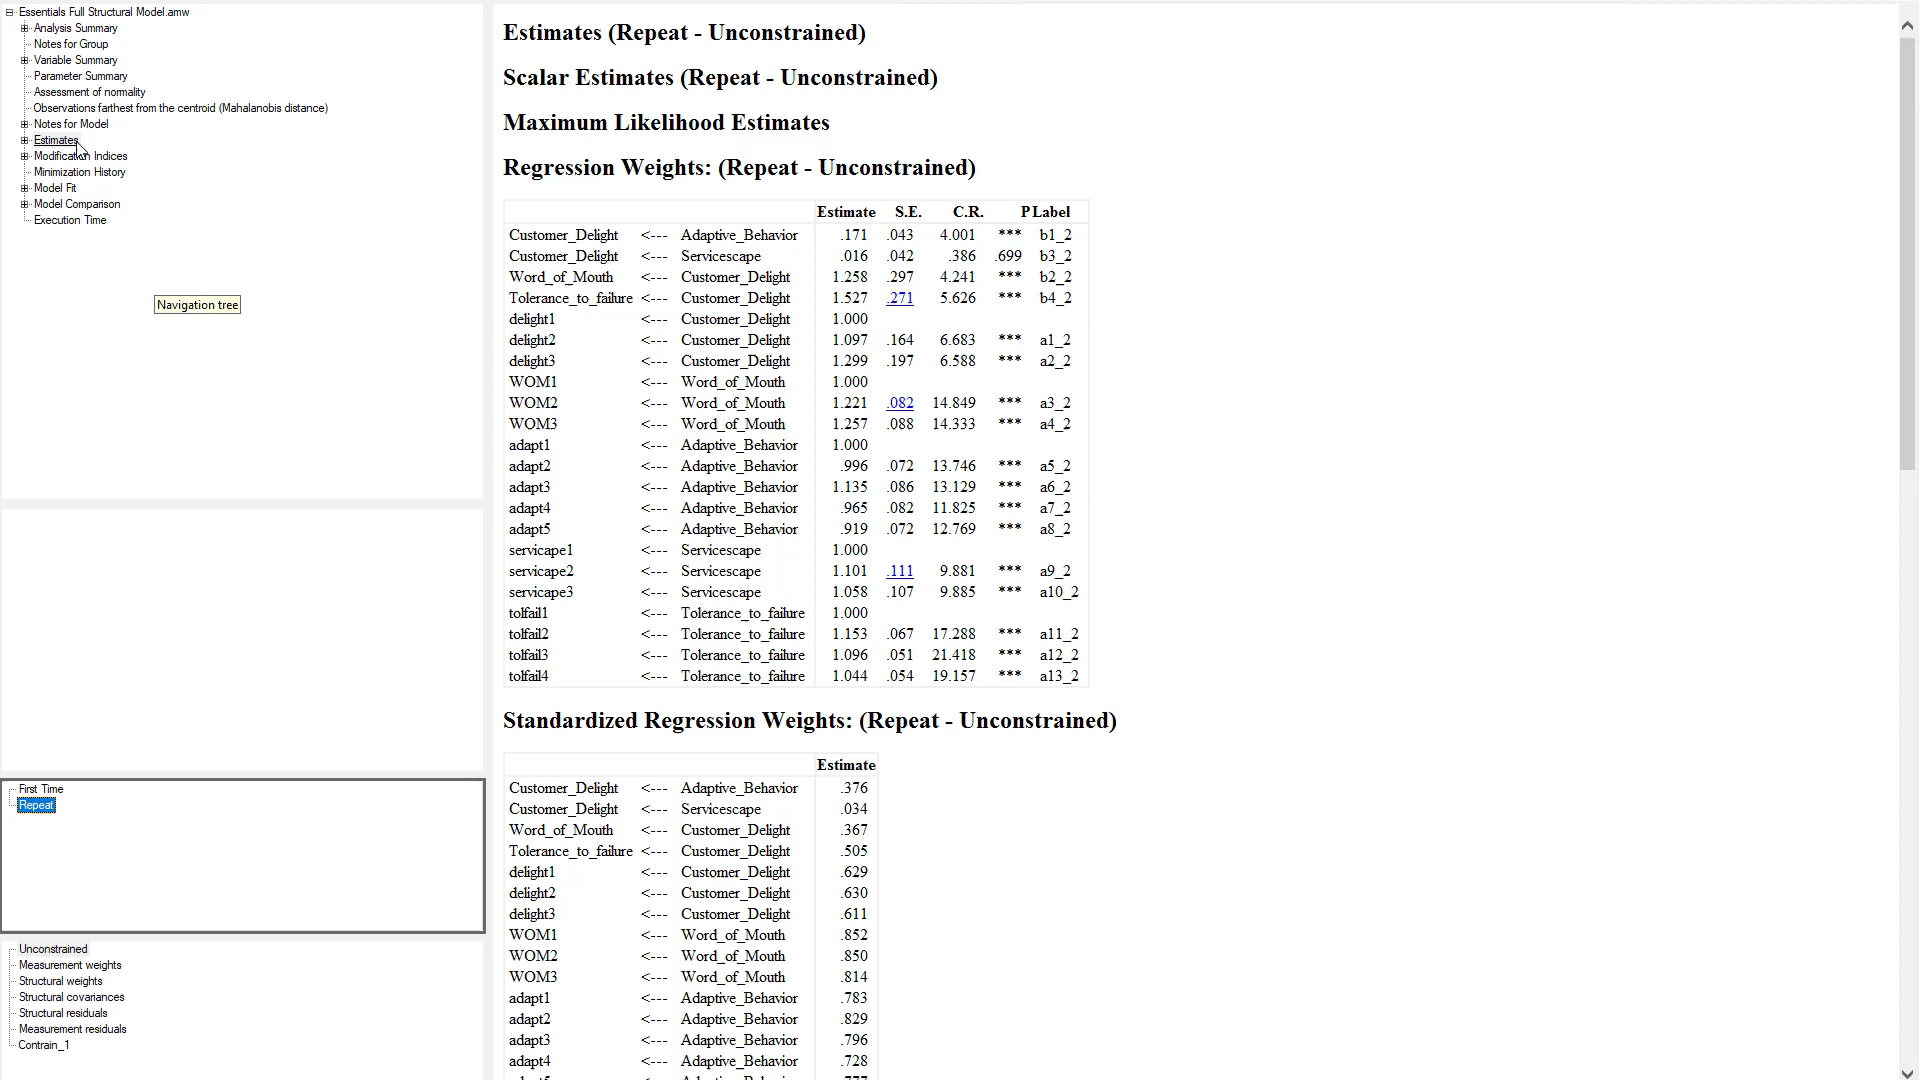 Essentials Full Structural Model.amw
Analysis Summary
Notes for Group
Variable Summary
Parameter Summary
Assessment of normality
Observations farthest from the centroid (Mahalanobis distance)
Notes for Model
Estimates
Modification Indices
Minimization History
Model Fit
Model Comparison
Execution Time
Navigation tree
First Time
Repeat
Unconstrained
Measurement weights
Structural weights
Structural covariances
Structural residuals
Measurement residuals
Contrain_1
Estimates (Repeat - Unconstrained)
Scalar Estimates (Repeat - Unconstrained)
Maximum Likelihood Estimates
Regression Weights: (Repeat - Unconstrained)
Estimate S.E. C.R. P Label
Customer_Delight <--- Adaptive_Behavior .171 .043 4.001 *** b1_2
Customer_Delight <--- Servicescape .016 .042 .386 .699 b3_2
Word_of_Mouth <--- Customer_Delight 1.258 .297 4.241 *** b2_2
Tolerance_to_failure <--- Customer_Delight 1.527 .271 5.626 *** b4_2
delight1 <--- Customer_Delight 1.000
delight2 <--- Customer_Delight 1.097 .164 6.683 *** a1_2
delight3 <--- Customer_Delight 1.299 .197 6.588 *** a2_2
WOM1 <--- Word_of_Mouth 1.000
WOM2 <--- Word_of_Mouth 1.221 .082 14.849 *** a3_2
WOM3 <--- Word_of_Mouth 1.257 .088 14.333 *** a4_2
adapt1 <--- Adaptive_Behavior 1.000
adapt2 <--- Adaptive_Behavior .996 .072 13.746 *** a5_2
adapt3 <--- Adaptive_Behavior 1.135 .086 13.129 *** a6_2
adapt4 <--- Adaptive_Behavior .965 .082 11.825 *** a7_2
adapt5 <--- Adaptive_Behavior .919 .072 12.769 *** a8_2
servicape1 <--- Servicescape 1.000
servicape2 <--- Servicescape 1.101 .111 9.881 *** a9_2
servicape3 <--- Servicescape 1.058 .107 9.885 *** a10_2
tolfail1 <--- Tolerance_to_failure 1.000
tolfail2 <--- Tolerance_to_failure 1.153 .067 17.288 *** a11_2
tolfail3 <--- Tolerance_to_failure 1.096 .051 21.418 *** a12_2
tolfail4 <--- Tolerance_to_failure 1.044 .054 19.157 *** a13_2
Standardized Regression Weights: (Repeat - Unconstrained)
Estimate
Customer_Delight <--- Adaptive_Behavior .376
Customer_Delight <--- Servicescape .034
Word_of_Mouth <--- Customer_Delight .367
Tolerance_to_failure <--- Customer_Delight .505
delight1 <--- Customer_Delight .629
delight2 <--- Customer_Delight .630
delight3 <--- Customer_Delight .611
WOM1 <--- Word_of_Mouth .852
WOM2 <--- Word_of_Mouth .850
WOM3 <--- Word_of_Mouth .814
adapt1 <--- Adaptive_Behavior .783
adapt2 <--- Adaptive_Behavior .829
adapt3 <--- Adaptive_Behavior .796
adapt4 <--- Adaptive_Behavior .728